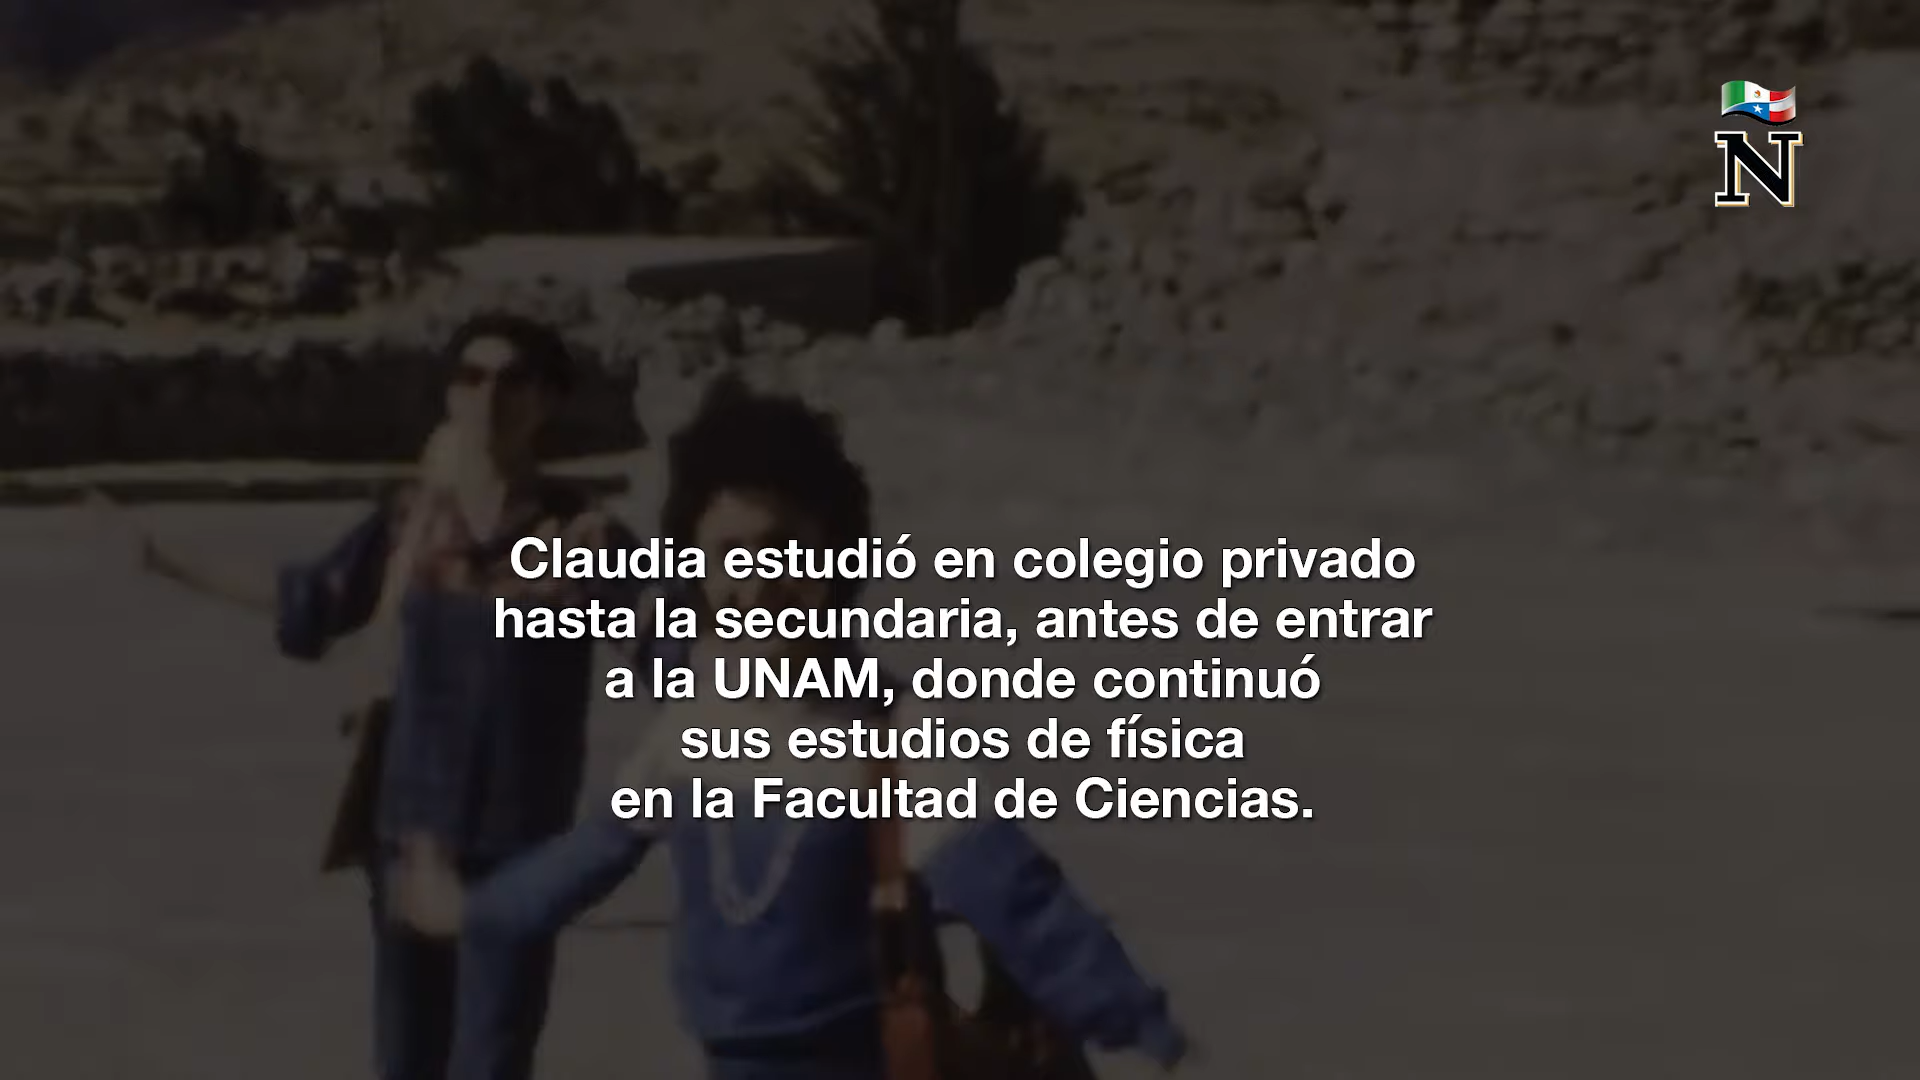 N
Claudia estudió en colegio privado
hasta la secundaria, antes de entrar
a la UNAM, donde continuó
sus estudios de física
en la Facultad de Ciencias.